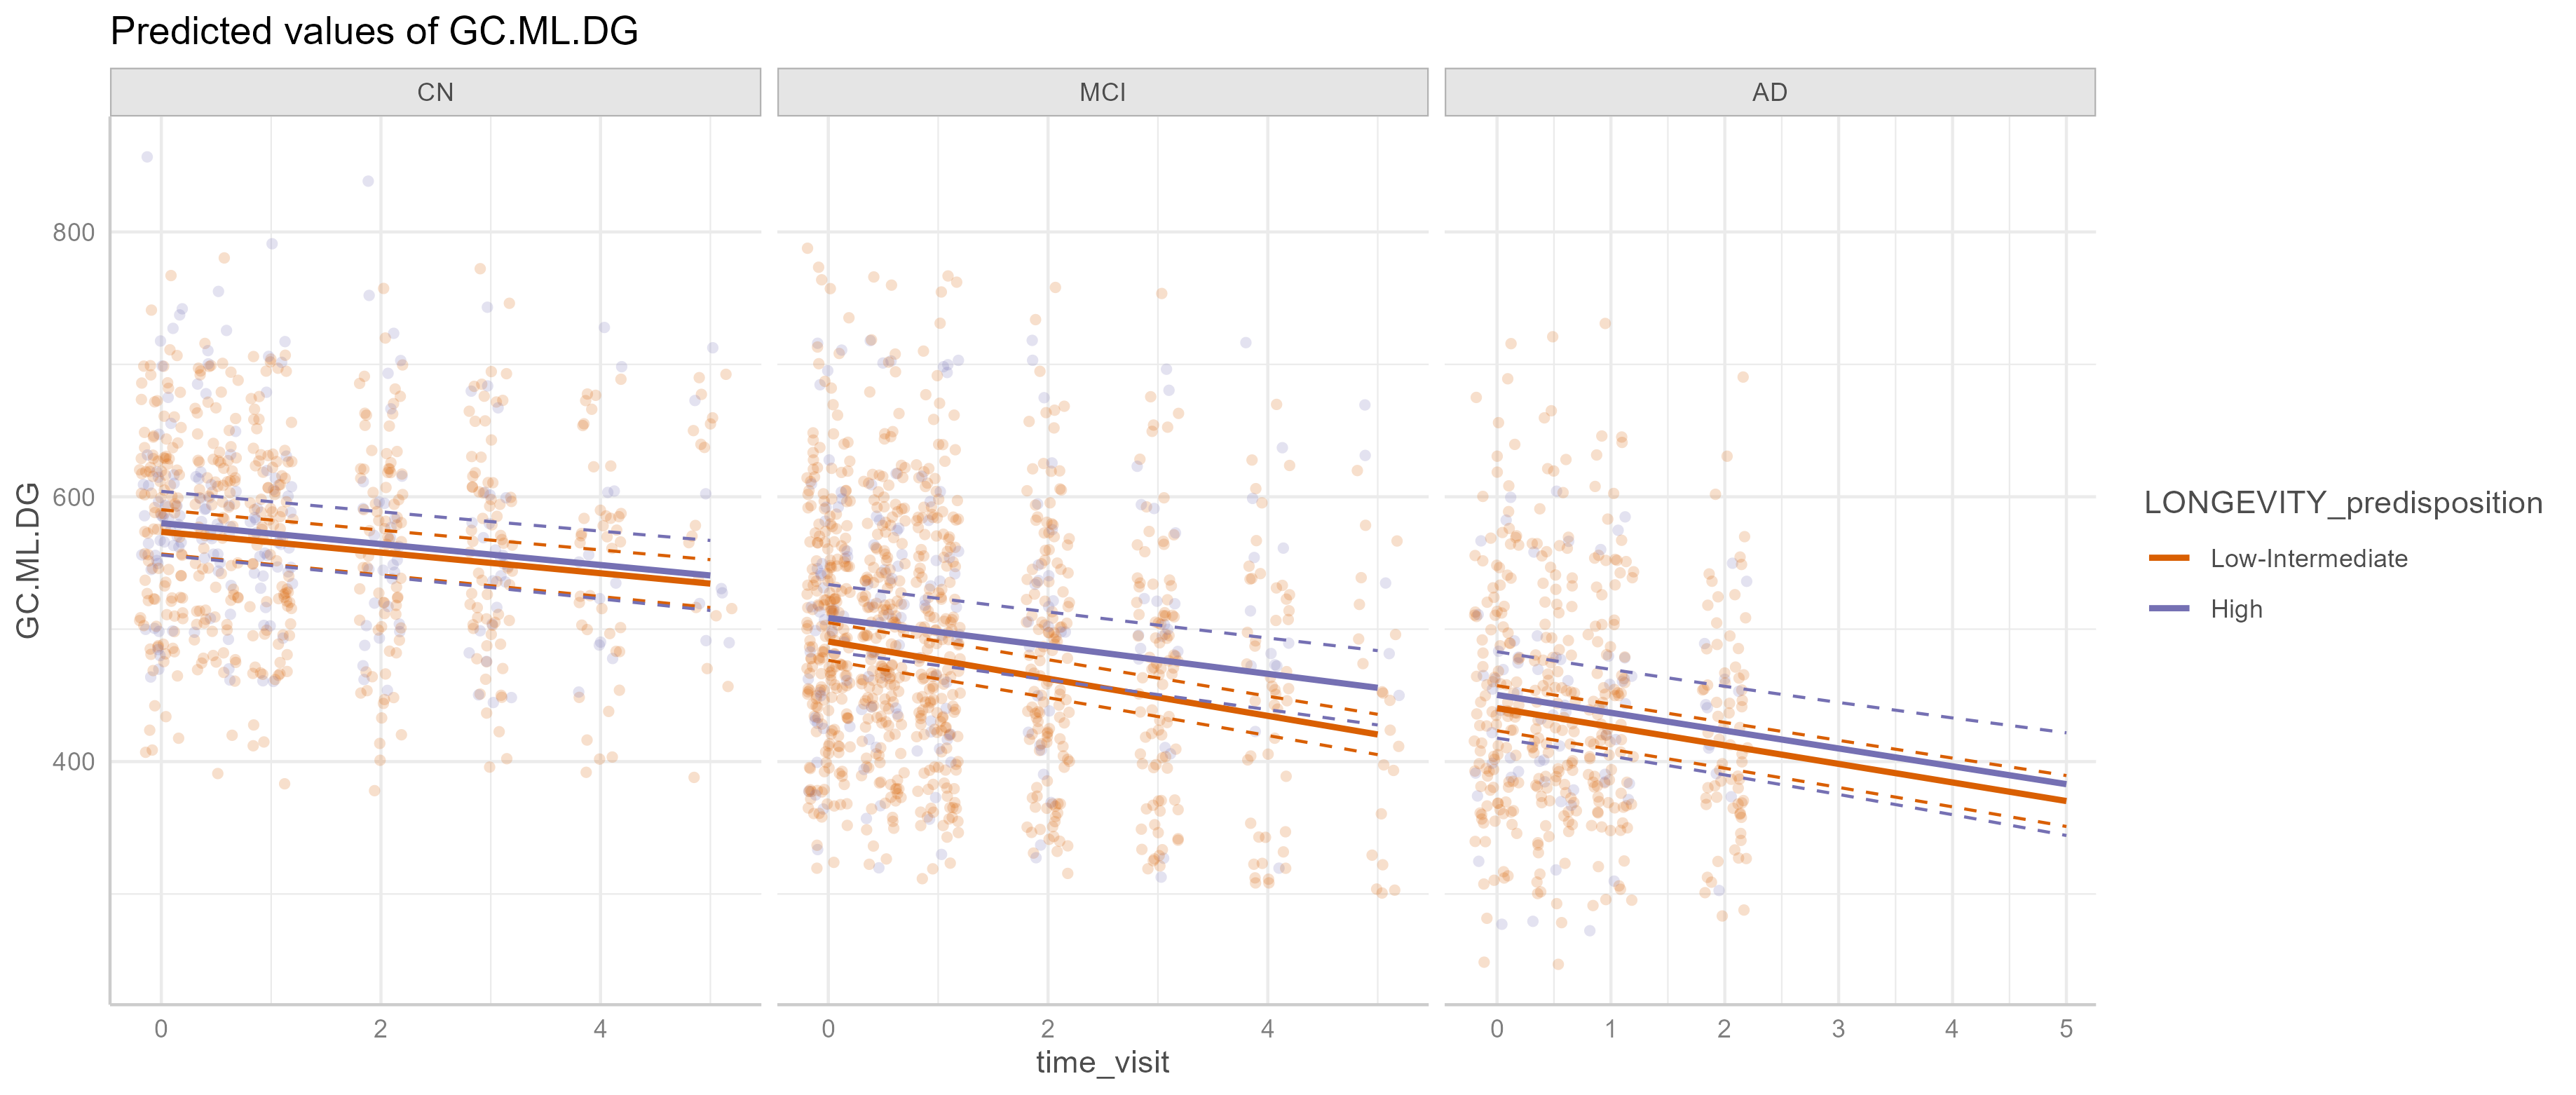 Predicted values of GC.ML.DG
CN
MCI
AD
GC.ML.DG
800
600
400
0 2 4
0 2 4
0 1 2 3 4 5
time_visit
LONGEVITY_predisposition
Low-Intermediate
High